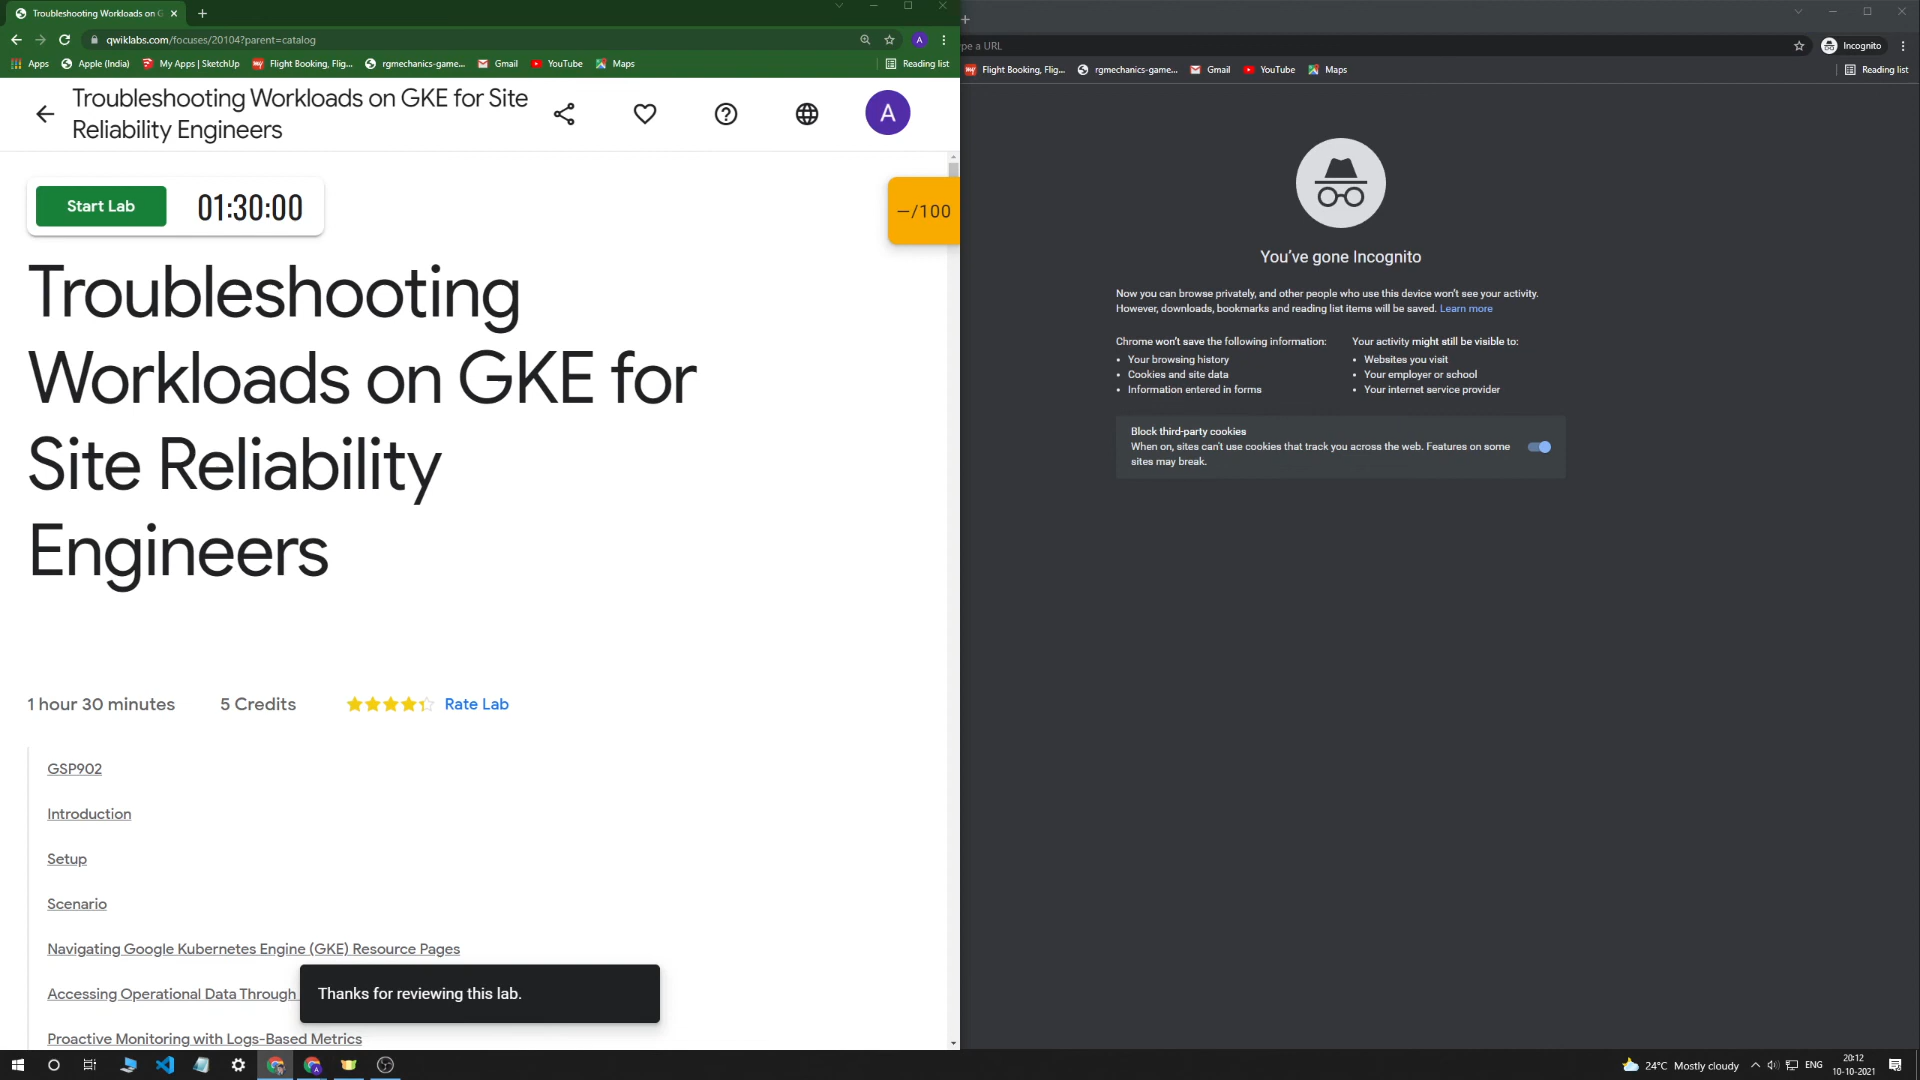 Troubleshooting Workloads on G
qwiklabs.com/focuses/20104?parent=catalog
A
Apps
Apple (India)
My Apps | SketchUp
Flight Booking, Flig...
rgmechanics-game...
Gmail
YouTube
Maps
Reading list
Troubleshooting Workloads on GKE for Site
Reliability Engineers
A
Start Lab
01:30:00
–/100
Troubleshooting
Workloads on GKE for
Site Reliability
Engineers
1 hour 30 minutes
5 Credits
Rate Lab
GSP902
Introduction
Setup
Scenario
Navigating Google Kubernetes Engine (GKE) Resource Pages
Accessing Operational Data Through
Proactive Monitoring with Logs-Based Metrics
Thanks for reviewing this lab.
pe a URL
Incognito
Flight Booking, Flig...
rgmechanics-game...
Gmail
YouTube
Maps
Reading list
You've gone Incognito
Now you can browse privately, and other people who use this device won't see your activity.
However, downloads, bookmarks and reading list items will be saved. Learn more
Chrome won't save the following information:
Your browsing history
Cookies and site data
Information entered in forms
Your activity might still be visible to:
Websites you visit
Your employer or school
Your internet service provider
Block third-party cookies
When on, sites can't use cookies that track you across the web. Features on some
sites may break.
24°C Mostly cloudy
ENG
20:12
10-10-2021